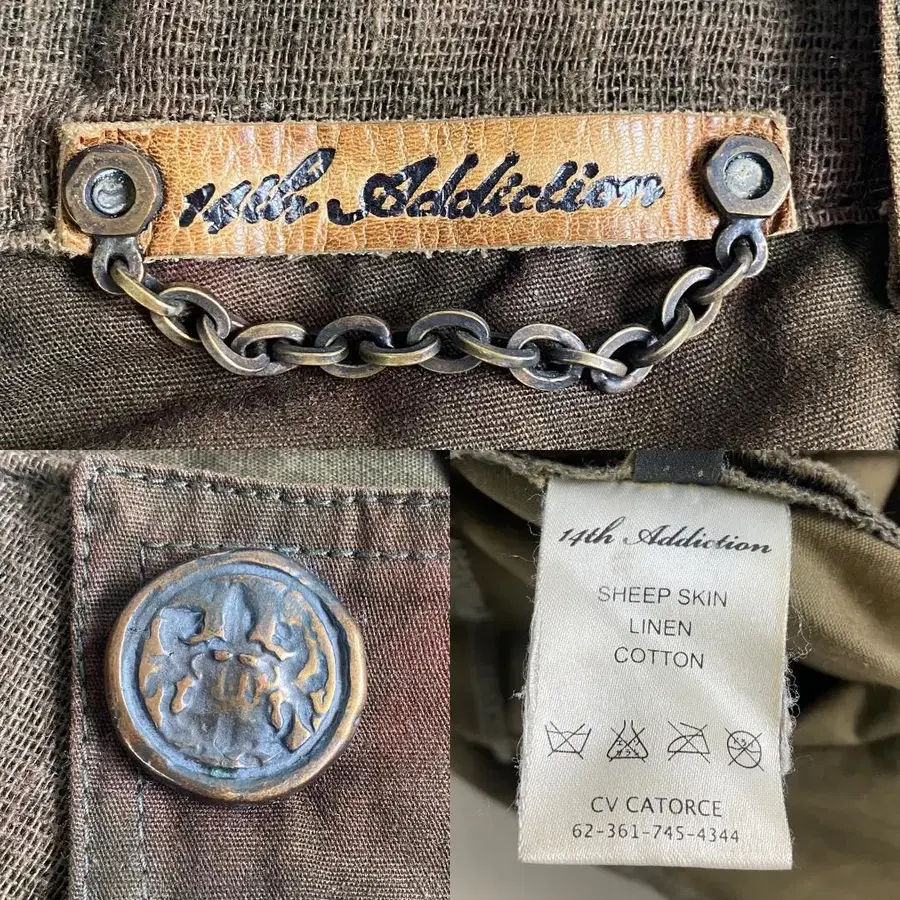 14th Addiction
14th Addiction
SHEEP SKIN
LINEN
COTTON
CV CATORCE
62-361-745-4344